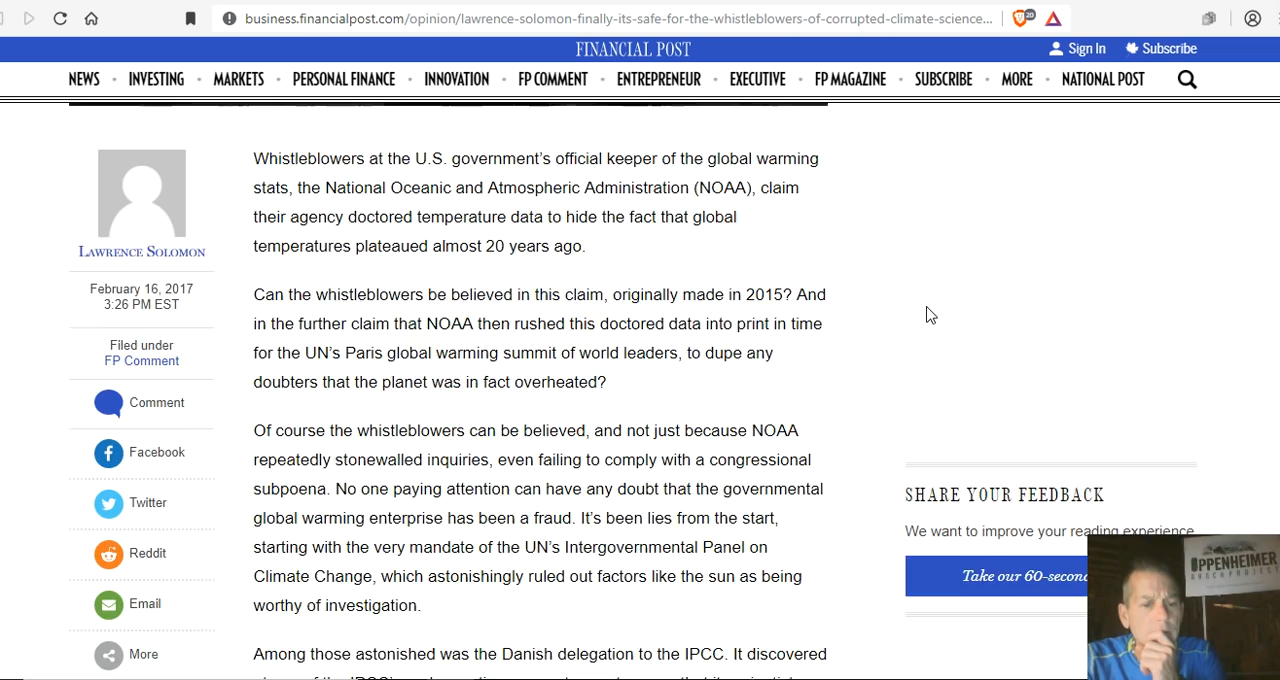 business.financialpost.com/opinion/lawrence-solomon-finally-its-safe-for-the-whistleblowers-of-corrupted-climate-science...
20
FINANCIAL POST
Sign In
Subscribe
NEWS
INVESTING
MARKETS
PERSONAL FINANCE
INNOVATION
FP COMMENT
ENTREPRENEUR
EXECUTIVE
FP MAGAZINE
SUBSCRIBE
MORE
NATIONAL POST
LAWRENCE SOLOMON
February 16, 2017
3:26 PM EST
Filed under
FP Comment
Comment
Facebook
Twitter
Reddit
Email
More
Whistleblowers at the U.S. government’s official keeper of the global warming
stats, the National Oceanic and Atmospheric Administration (NOAA), claim
their agency doctored temperature data to hide the fact that global
temperatures plateaued almost 20 years ago.
Can the whistleblowers be believed in this claim, originally made in 2015? And
in the further claim that NOAA then rushed this doctored data into print in time
for the UN’s Paris global warming summit of world leaders, to dupe any
doubters that the planet was in fact overheated?
Of course the whistleblowers can be believed, and not just because NOAA
repeatedly stonewalled inquiries, even failing to comply with a congressional
subpoena. No one paying attention can have any doubt that the governmental
global warming enterprise has been a fraud. It’s been lies from the start,
starting with the very mandate of the UN’s Intergovernmental Panel on
Climate Change, which astonishingly ruled out factors like the sun as being
worthy of investigation.
Among those astonished was the Danish delegation to the IPCC. It discovered
SHARE YOUR FEEDBACK
We want to improve your reading experience
Take our 60-second
PPENHEIMER